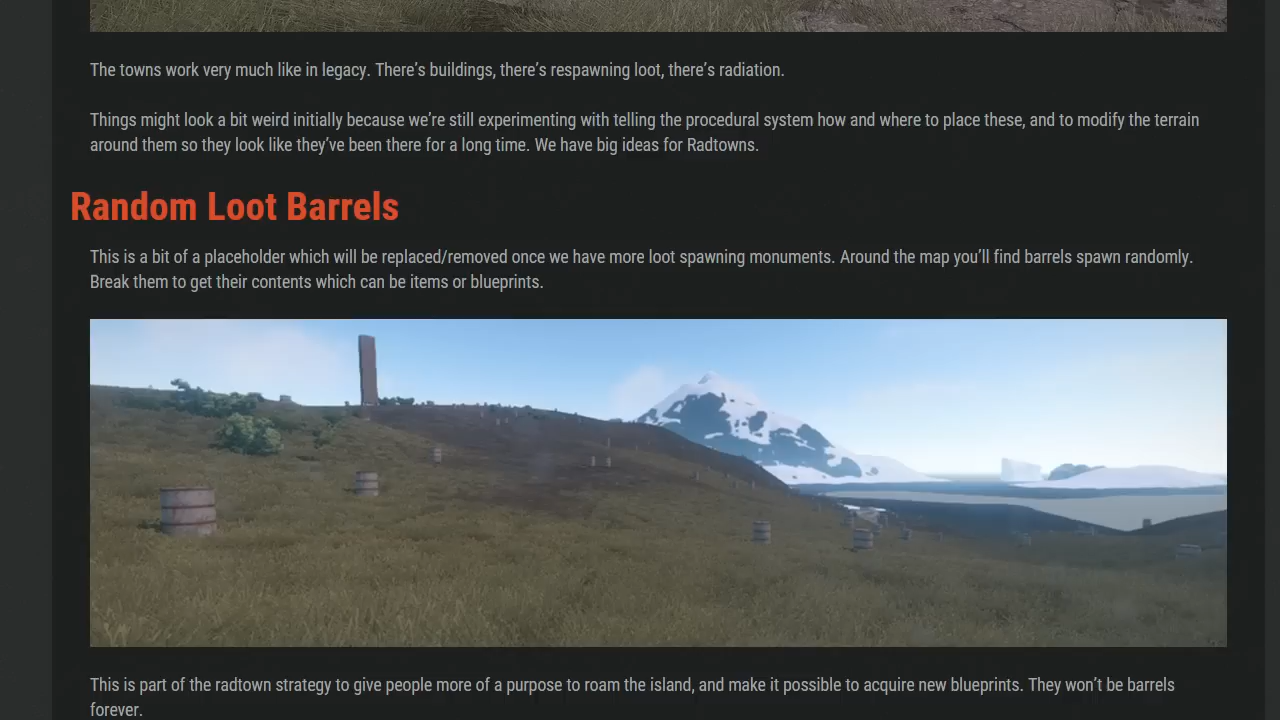 The towns work very much like in legacy. There’s buildings, there’s respawning loot, there’s radiation.
Things might look a bit weird initially because we’re still experimenting with telling the procedural system how and where to place these, and to modify the terrain
around them so they look like they’ve been there for a long time. We have big ideas for Radtowns.
Random Loot Barrels
This is a bit of a placeholder which will be replaced/removed once we have more loot spawning monuments. Around the map you’ll find barrels spawn randomly.
Break them to get their contents which can be items or blueprints.
This is part of the radtown strategy to give people more of a purpose to roam the island, and make it possible to acquire new blueprints. They won’t be barrels
forever.